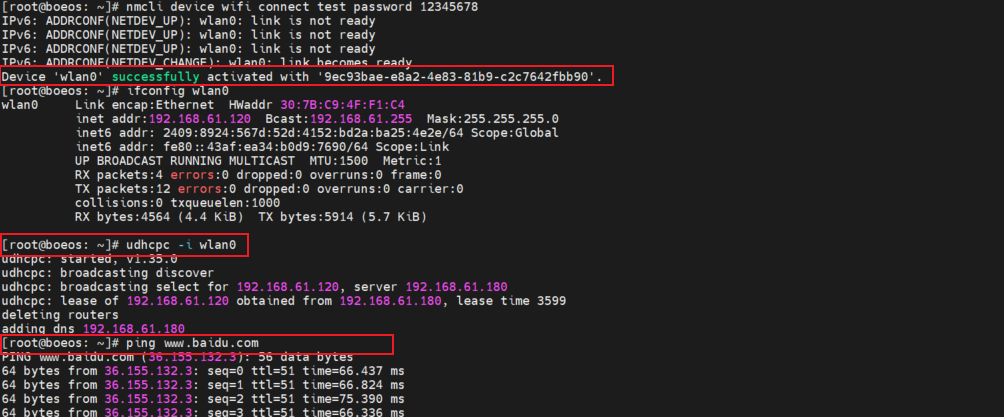 [root@boeos: ~]# nmcli device wifi connect test password 12345678
IPv6: ADDRCONF(NETDEV_UP): wlan0: link is not ready
IPv6: ADDRCONF(NETDEV_UP): wlan0: link is not ready
IPv6: ADDRCONF(NETDEV_UP): wlan0: link is not ready
IPv6: ADDRCONF(NETDEV_CHANGE): wlan0: link becomes ready
Device 'wlan0' successfully activated with '9ec93bae-e8a2-4e83-81b9-c2c7642fbb90'.
[root@boeos: ~]# ifconfig wlan0
wlan0     Link encap:Ethernet  HWaddr 30:7B:C9:4F:F1:C4
          inet addr:192.168.61.120  Bcast:192.168.61.255  Mask:255.255.255.0
          inet6 addr: 2409:8924:567d:52d:4152:bd2a:ba25:4e2e/64 Scope:Global
          inet6 addr: fe80::43af:ea34:b0d9:7690/64 Scope:Link
          UP BROADCAST RUNNING MULTICAST  MTU:1500  Metric:1
          RX packets:4 errors:0 dropped:0 overruns:0 frame:0
          TX packets:12 errors:0 dropped:0 overruns:0 carrier:0
          collisions:0 txqueuelen:1000
          RX bytes:4564 (4.4 KiB)  TX bytes:5914 (5.7 KiB)
[root@boeos: ~]# udhcpc -i wlan0
udhcpc: started, v1.35.0
udhcpc: broadcasting discover
udhcpc: broadcasting select for 192.168.61.120, server 192.168.61.180
udhcpc: lease of 192.168.61.120 obtained from 192.168.61.180, lease time 3599
deleting routers
adding dns 192.168.61.180
[root@boeos: ~]# ping www.baidu.com
PING www.baidu.com (36.155.132.3): 56 data bytes
64 bytes from 36.155.132.3: seq=0 ttl=51 time=66.437 ms
64 bytes from 36.155.132.3: seq=1 ttl=51 time=66.824 ms
64 bytes from 36.155.132.3: seq=2 ttl=51 time=75.390 ms
64 bytes from 36.155.132.3: seq=3 ttl=51 time=66.336 ms